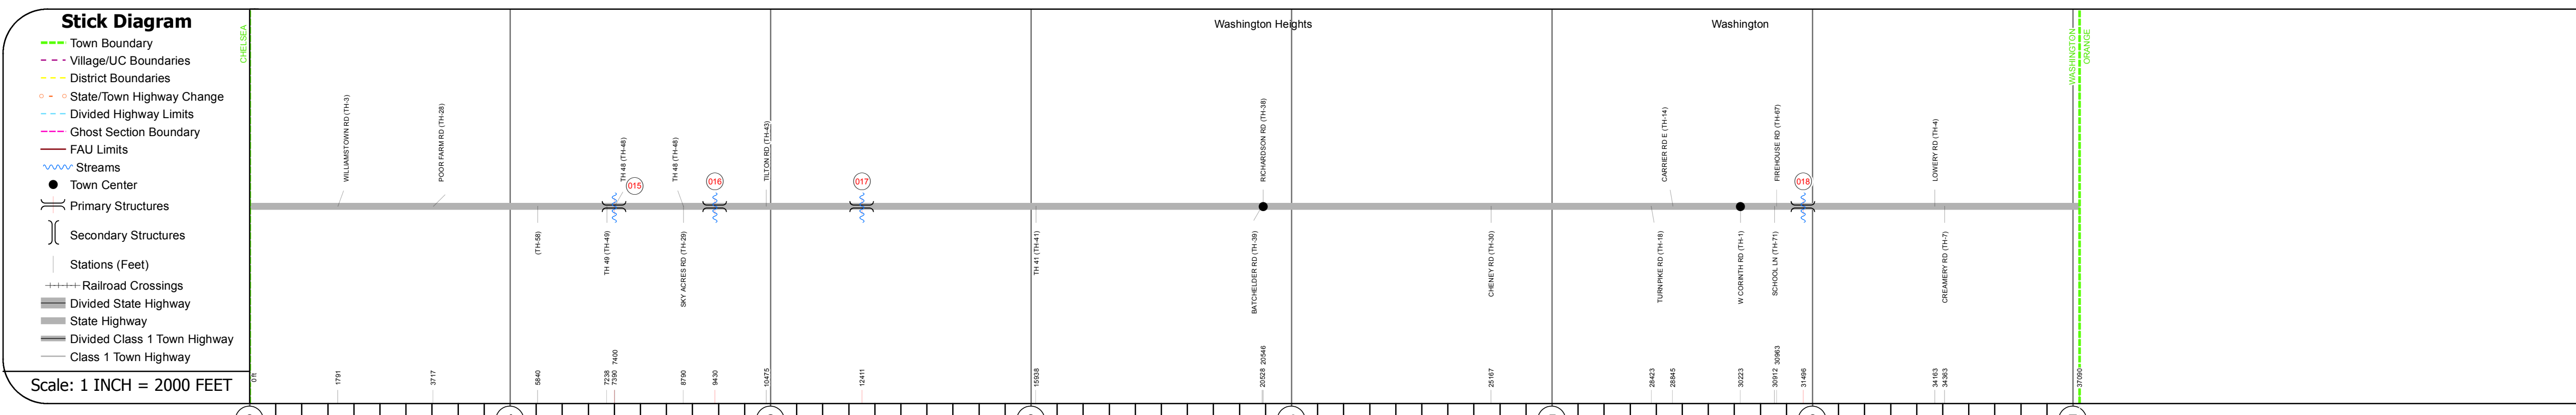 Stick Diagram
Town Boundary
Village/UC Boundaries
District Boundaries
State/Town Highway Change
Divided Highway Limits
Ghost Section Boundary
FAU Limits
Streams
Town Center
Primary Structures
Secondary Structures
Stations (Feet)
Railroad Crossings
Divided State Highway
State Highway
Divided Class 1 Town Highway
Class 1 Town Highway
Scale: 1 INCH = 2000 FEET
CHELSEA
Washington Heights
Washington
WASHINGTON
ORANGE
WILLIAMSTOWN RD (TH-3)
POOR FARM RD (TH-28)
TH 48 (TH-48)
TH 48 (TH-48)
TILTON RD (TH-43)
RICHARDSON RD (TH-38)
CARRIER RD E (TH-14)
FIREHOUSE RD (TH-67)
LOWERY RD (TH-4)
015
016
017
018
(TH-58)
TH 49 (TH-49)
SKY ACRES RD (TH-29)
TH 41 (TH-41)
BATCHELDER RD (TH-39)
CHENEY RD (TH-30)
TURNPIKE RD (TH-18)
W CORINTH RD (TH-1)
SCHOOL LN (TH-71)
CREAMERY RD (TH-7)
0 ft
1791
3717
5840
7238
7390
7400
8790
9430
10475
12411
15938
20528
20546
25167
28423
28845
30223
30912
30963
31496
34163
34363
37090